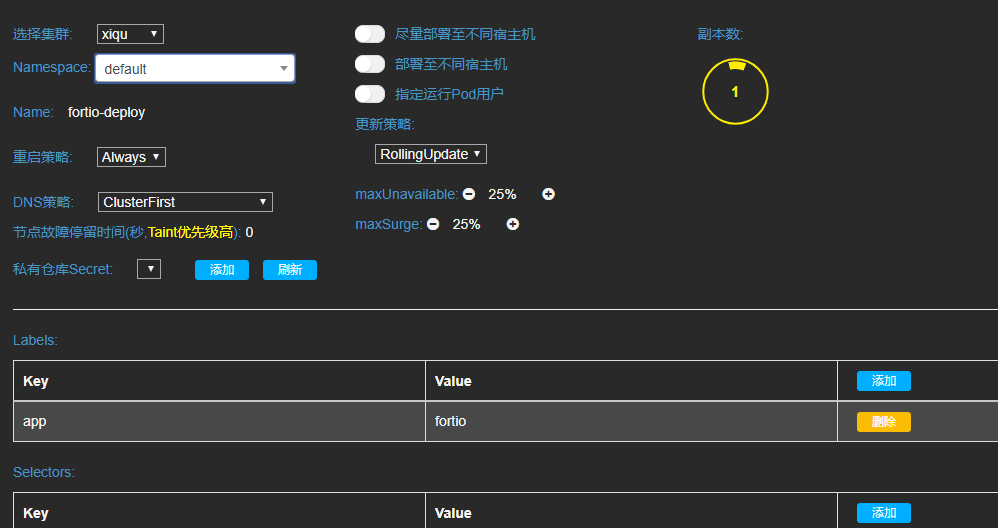 选择集群: xiqu
Namespace: default
Name: fortio-deploy
重启策略: Always
DNS策略: ClusterFirst
节点故障停留时间(秒,Taint优先级高): 0
私有仓库Secret:
添加 刷新
尽量部署至不同宿主机
部署至不同宿主机
指定运行Pod用户
更新策略:
RollingUpdate
maxUnavailable: 25%
maxSurge: 25%
副本数:
1
Labels:
Key Value 添加
app fortio 删除
Selectors:
Key Value 添加